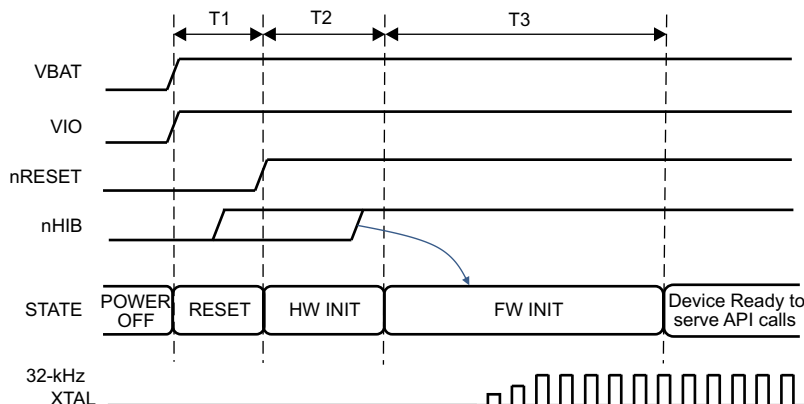 T1 T2 T3
VBAT
VIO
nRESET
nHIB
STATE
POWER
OFF
RESET
HW INIT
FW INIT
Device Ready to
serve API calls
32-kHz
XTAL